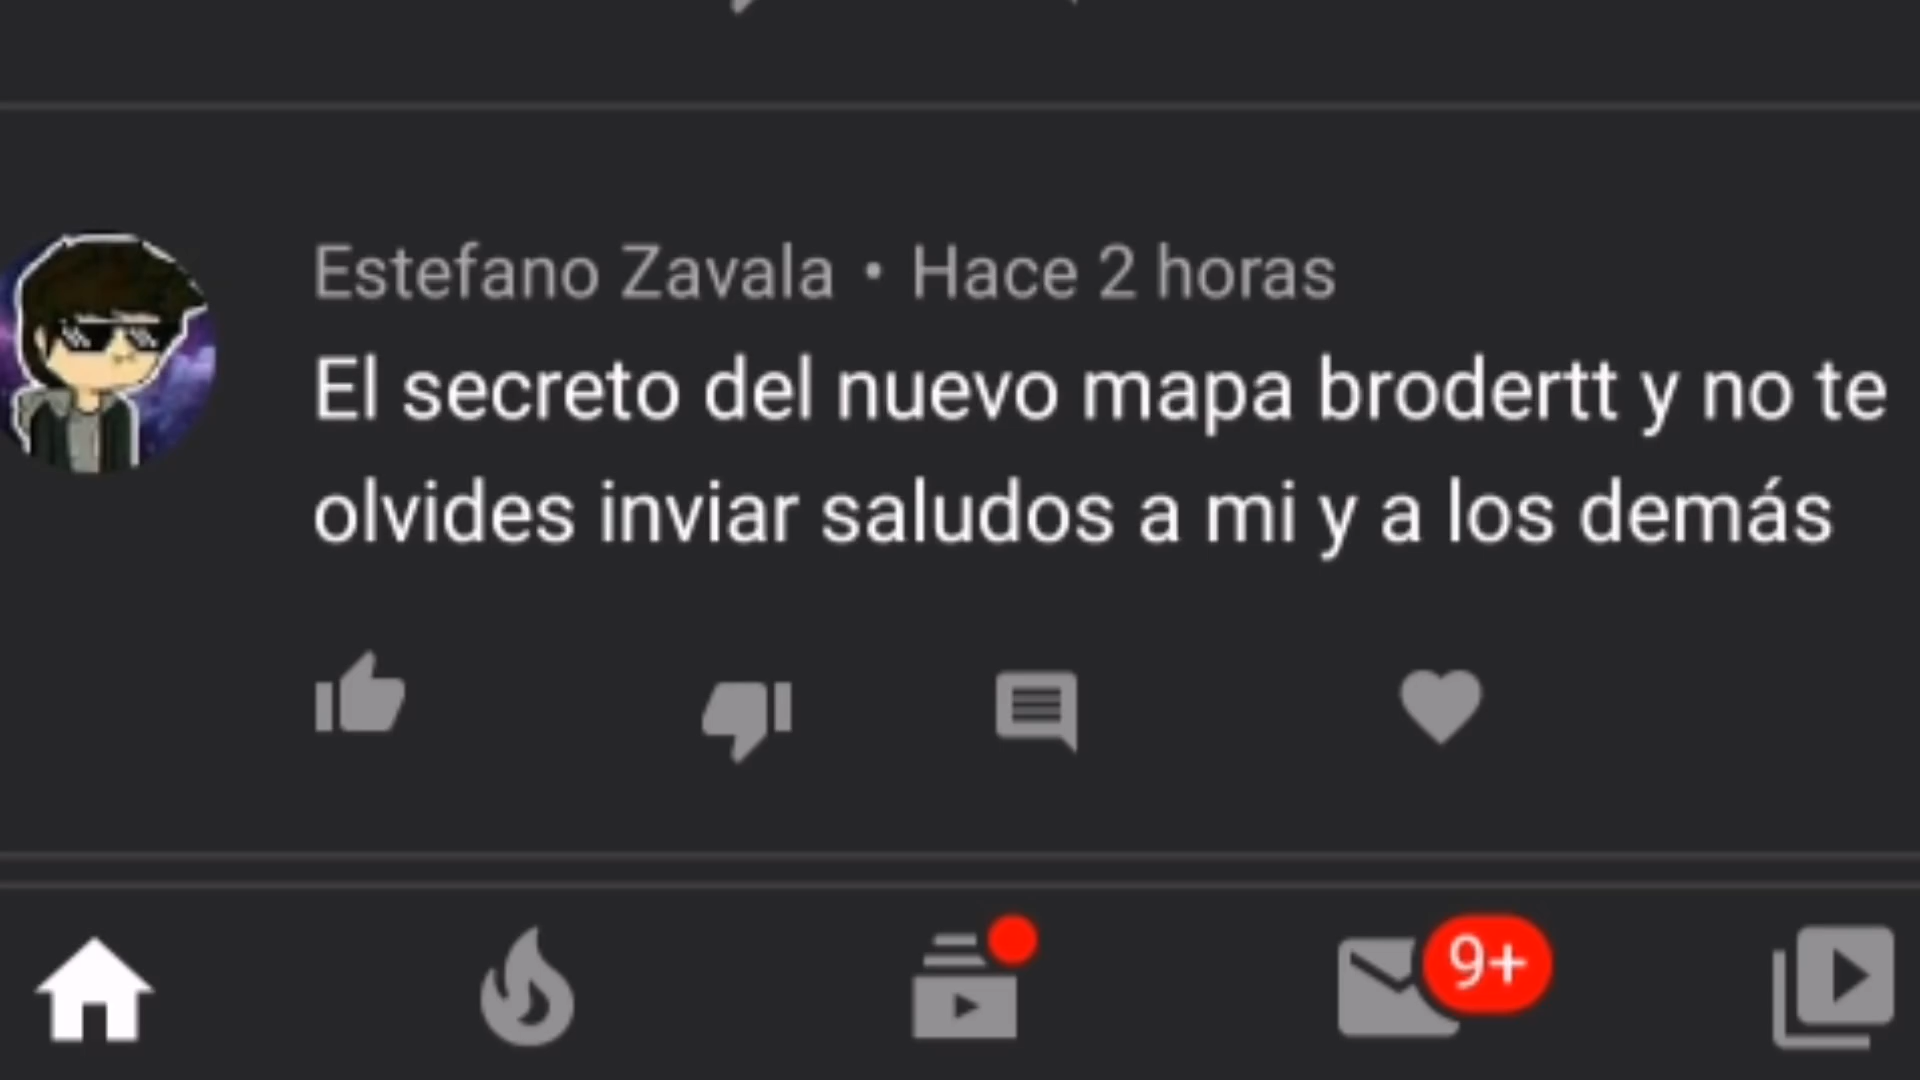 Estefano Zavala • Hace 2 horas
El secreto del nuevo mapa brodertt y no te
olvides inviar saludos a mi y a los demás
9+